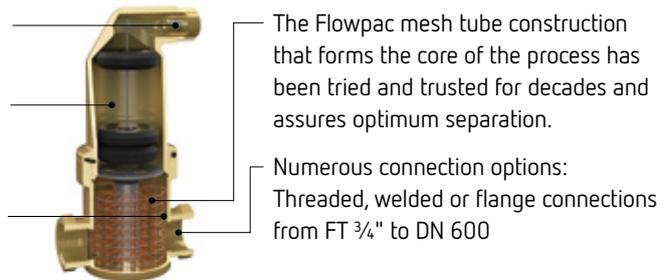 The Flowpac mesh tube construction
that forms the core of the process has
been tried and trusted for decades and
assures optimum separation.
Numerous connection options:
Threaded, welded or flange connections
from FT ¾" to DN 600